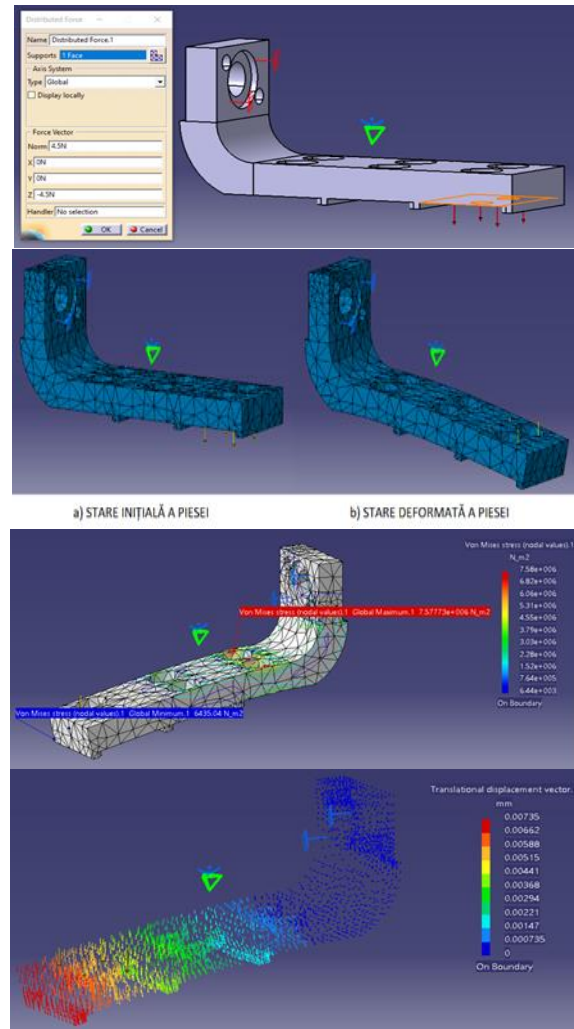 Distributed Force
Name Distributed Force.1
Supports 1 Face
Axis System
Type Global
Display locally
Force Vector
Norm 4.5N
X 0N
Y 0N
Z -4.5N
Handler No selection
OK Cancel
a) STARE INIȚIALĂ A PIESEI b) STARE DEFORMATĂ A PIESEI
Von Mises stress (nodal values).1
N_m2
7.58e+006
6.82e+006
6.06e+006
5.31e+006
4.55e+006
3.79e+006
3.03e+006
2.28e+006
1.52e+006
7.64e+005
6.44e+003
On Boundary
Von Mises stress (nodal values).1 Global Maximum.1 7.57773e+006 N_m2
Von Mises stress (nodal values).1 Global Minimum.1 6435.04 N_m2
Translational displacement vector.
mm
0.00735
0.00662
0.00588
0.00515
0.00441
0.00368
0.00294
0.00221
0.00147
0.000735
0
On Boundary